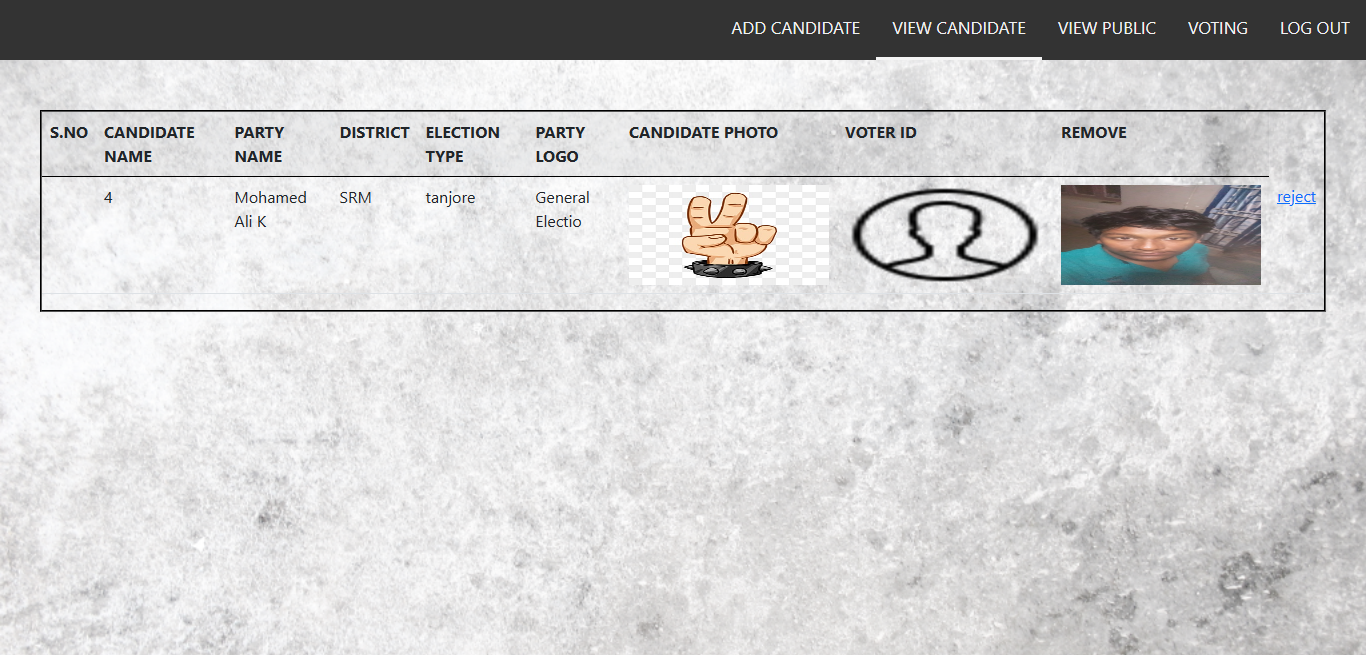 ADD CANDIDATE VIEW CANDIDATE VIEW PUBLIC VOTING LOG OUT
S.NO CANDIDATE NAME PARTY NAME DISTRICT ELECTION TYPE PARTY LOGO CANDIDATE PHOTO VOTER ID REMOVE
4 Mohamed Ali K SRM tanjore General Electio reject